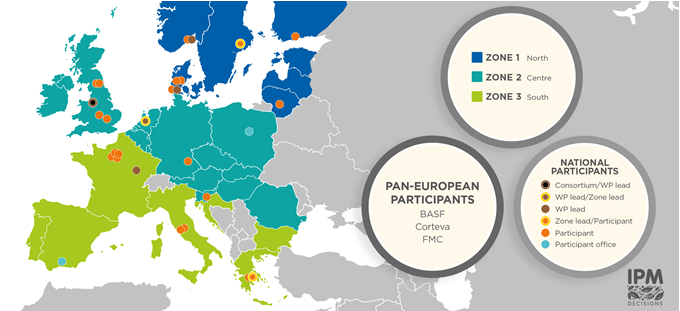 ZONE 1 North
ZONE 2 Centre
ZONE 3 South
PAN-EUROPEAN
PARTICIPANTS
BASF
Corteva
FMC
NATIONAL
PARTICIPANTS
Consortium/WP lead
WP lead/Zone lead
WP lead
Zone lead/Participant
Participant
Participant office
IPM
DECISIONS